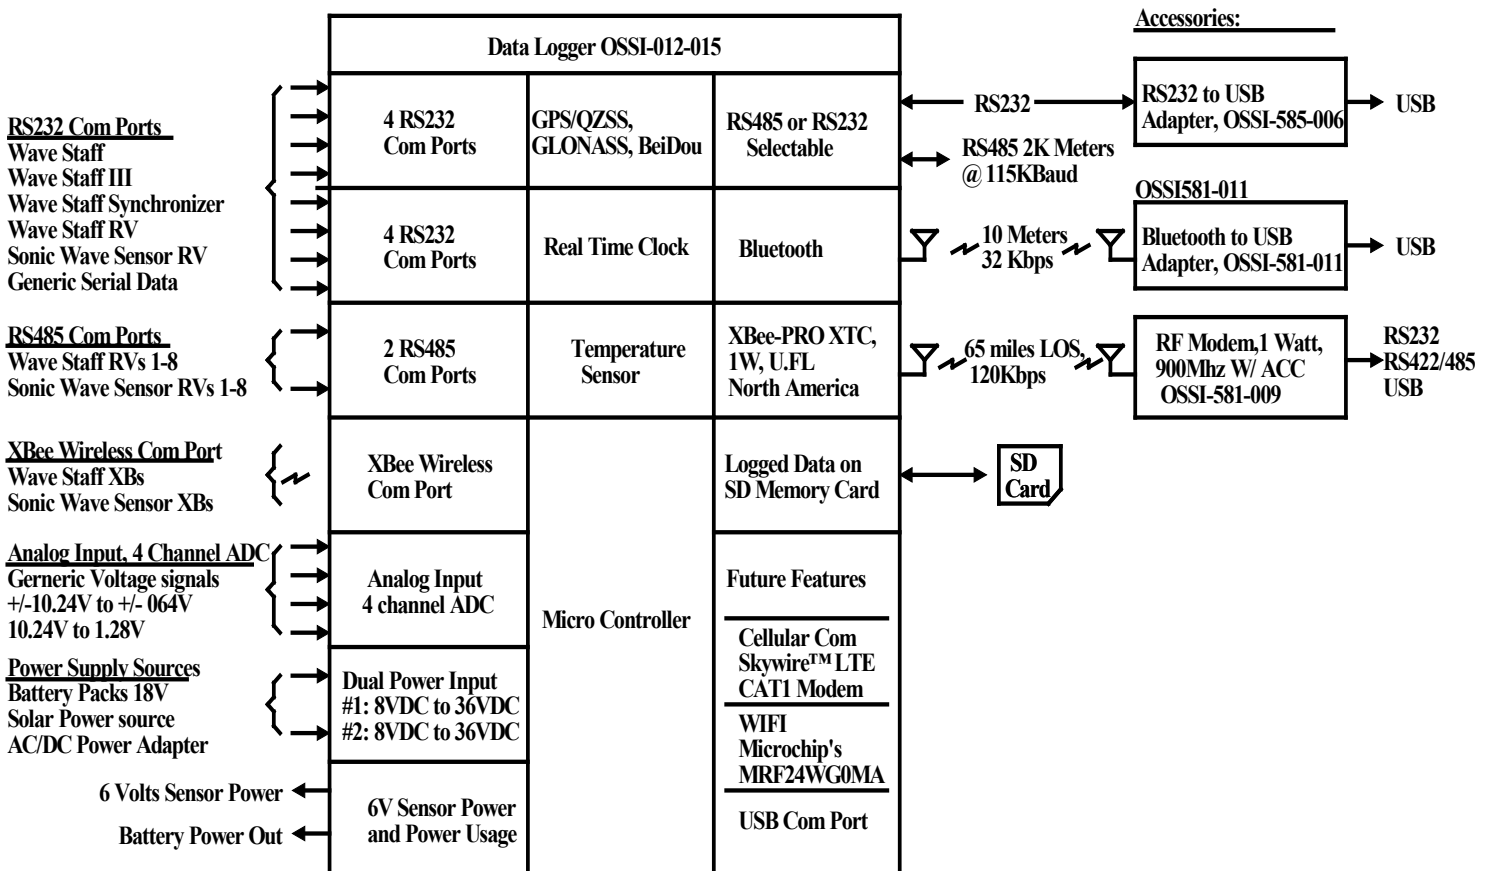 Data Logger OSSI-012-015
RS232 Com Ports
Wave Staff
Wave Staff III
Wave Staff Synchronizer
Wave Staff RV
Sonic Wave Sensor RV
Generic Serial Data
RS485 Com Ports
Wave Staff RVs 1-8
Sonic Wave Sensor RVs 1-8
XBee Wireless Com Port
Wave Staff XBs
Sonic Wave Sensor XBs
Analog Input, 4 Channel ADC
Gerneric Voltage signals
+/-10.24V to +/- 064V
10.24V to 1.28V
Power Supply Sources
Battery Packs 18V
Solar Power source
AC/DC Power Adapter
6 Volts Sensor Power
Battery Power Out
4 RS232
Com Ports
4 RS232
Com Ports
2 RS485
Com Ports
XBee Wireless
Com Port
Analog Input
4 channel ADC
Dual Power Input
#1: 8VDC to 36VDC
#2: 8VDC to 36VDC
6V Sensor Power
and Power Usage
GPS/QZSS,
GLONASS, BeiDou
Real Time Clock
Temperature
Sensor
Micro Controller
RS485 or RS232
Selectable
Bluetooth
XBee-PRO XTC,
1W, U.FL
North America
Logged Data on
SD Memory Card
Future Features
Cellular Com
Skywire™ LTE
CAT1 Modem
WIFI
Microchip's
MRF24WG0MA
USB Com Port
RS232
RS485 2K Meters
@ 115KBaud
10 Meters
32 Kbps
65 miles LOS,
120Kbps
SD
Card
Accessories:
RS232 to USB
Adapter, OSSI-585-006
USB
OSSI581-011
Bluetooth to USB
Adapter, OSSI-581-011
USB
RF Modem,1 Watt,
900Mhz W/ ACC
OSSI-581-009
RS232
RS422/485
USB